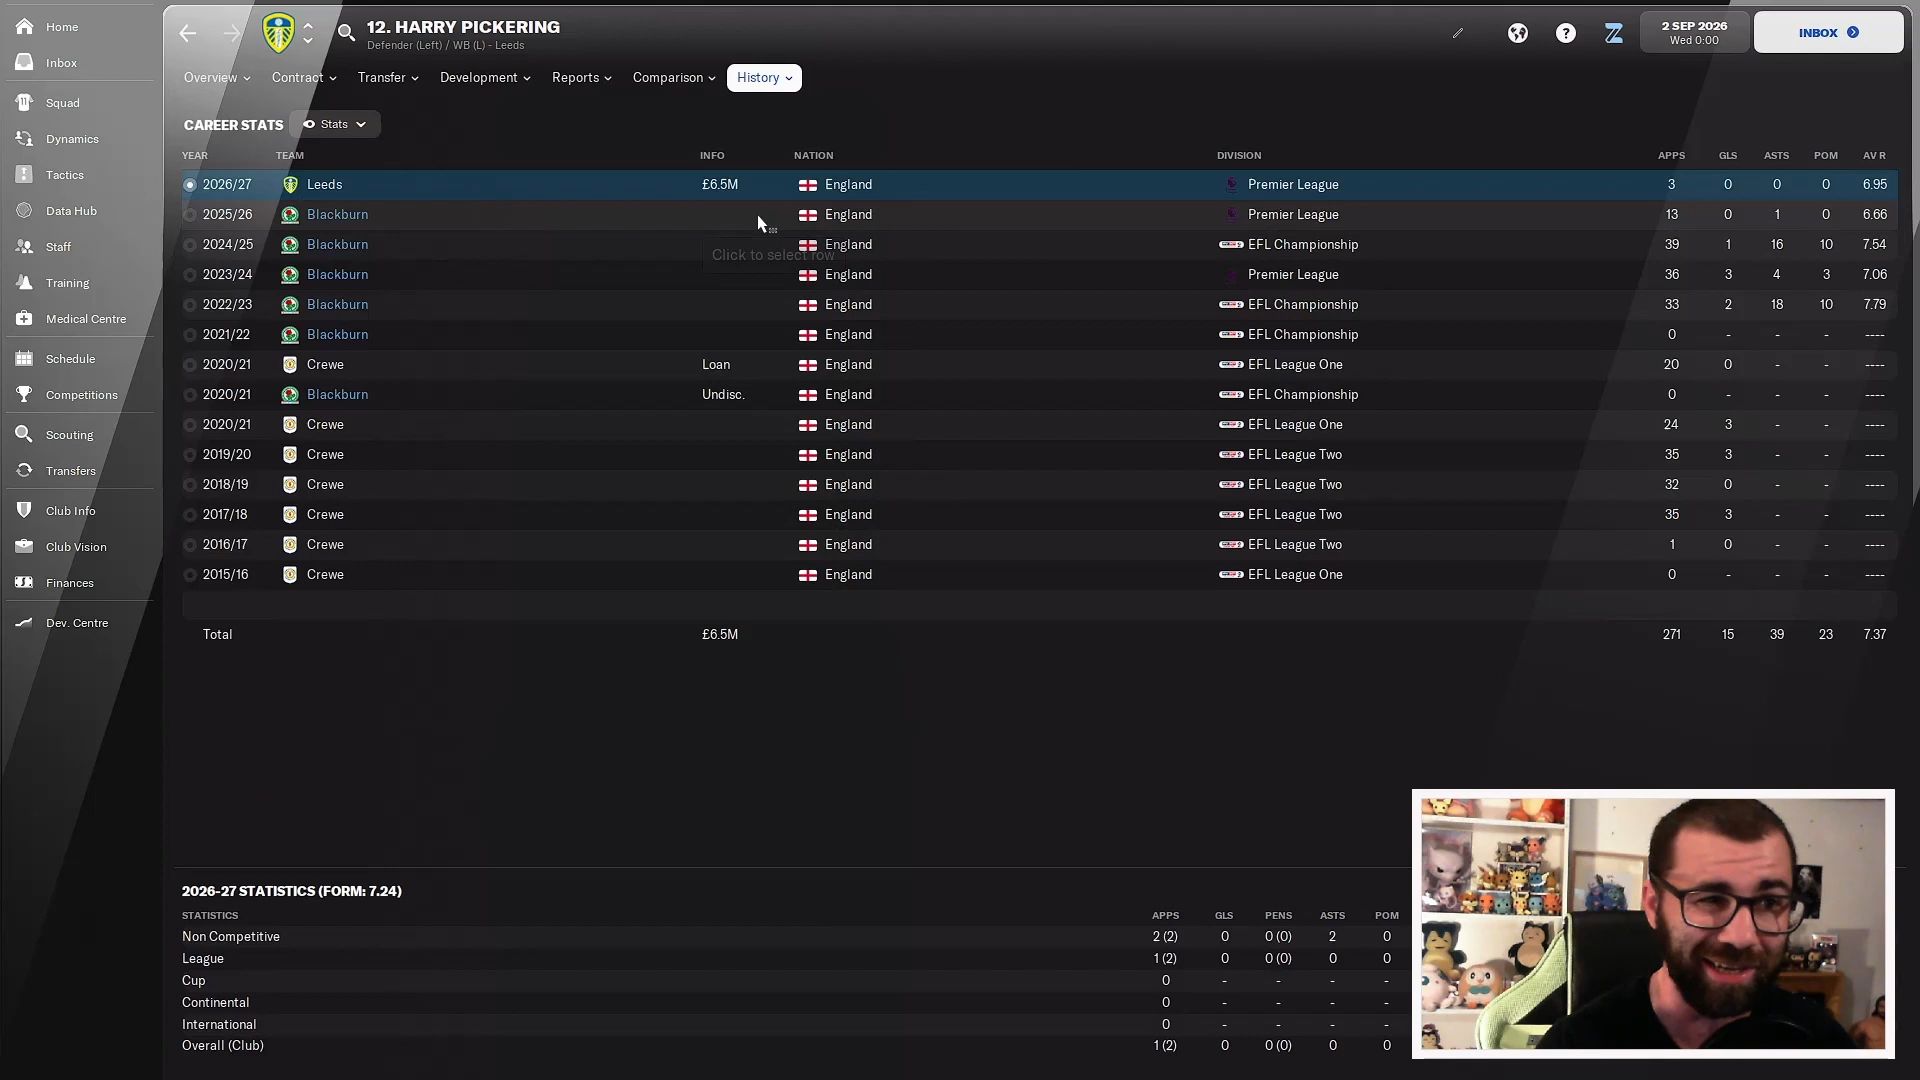 Home
Inbox
Squad
Dynamics
Tactics
Data Hub
Staff
Training
Medical Centre
Schedule
Competitions
Scouting
Transfers
Club Info
Club Vision
Finances
Dev. Centre
12. HARRY PICKERING
Defender (Left) / WB (L) - Leeds
2 SEP 2026
Wed 0:00
INBOX
Overview Contract Transfer Development Reports Comparison History
CAREER STATS Stats
YEAR TEAM INFO NATION DIVISION APPS GLS ASTS POM AV R
2026/27 Leeds £6.5M England Premier League 3 0 0 0 6.95
2025/26 Blackburn England Premier League 13 0 1 0 6.66
2024/25 Blackburn England EFL Championship 39 1 16 10 7.54
Click to select row
2023/24 Blackburn England Premier League 36 3 4 3 7.06
2022/23 Blackburn England EFL Championship 33 2 18 10 7.79
2021/22 Blackburn England EFL Championship 0 - - - ----
2020/21 Crewe Loan England EFL League One 20 0 - - ----
2020/21 Blackburn Undisc. England EFL Championship 0 - - - ----
2020/21 Crewe England EFL League One 24 3 - - ----
2019/20 Crewe England EFL League Two 35 3 - - ----
2018/19 Crewe England EFL League Two 32 0 - - ----
2017/18 Crewe England EFL League Two 35 3 - - ----
2016/17 Crewe England EFL League Two 1 0 - - ----
2015/16 Crewe England EFL League One 0 - - - ----
Total £6.5M 271 15 39 23 7.37
2026-27 STATISTICS (FORM: 7.24)
STATISTICS APPS GLS PENS ASTS POM
Non Competitive 2 (2) 0 0 (0) 2 0
League 1 (2) 0 0 (0) 0 0
Cup 0 - - - -
Continental 0 - - - -
International 0 - - - -
Overall (Club) 1 (2) 0 0 (0) 0 0